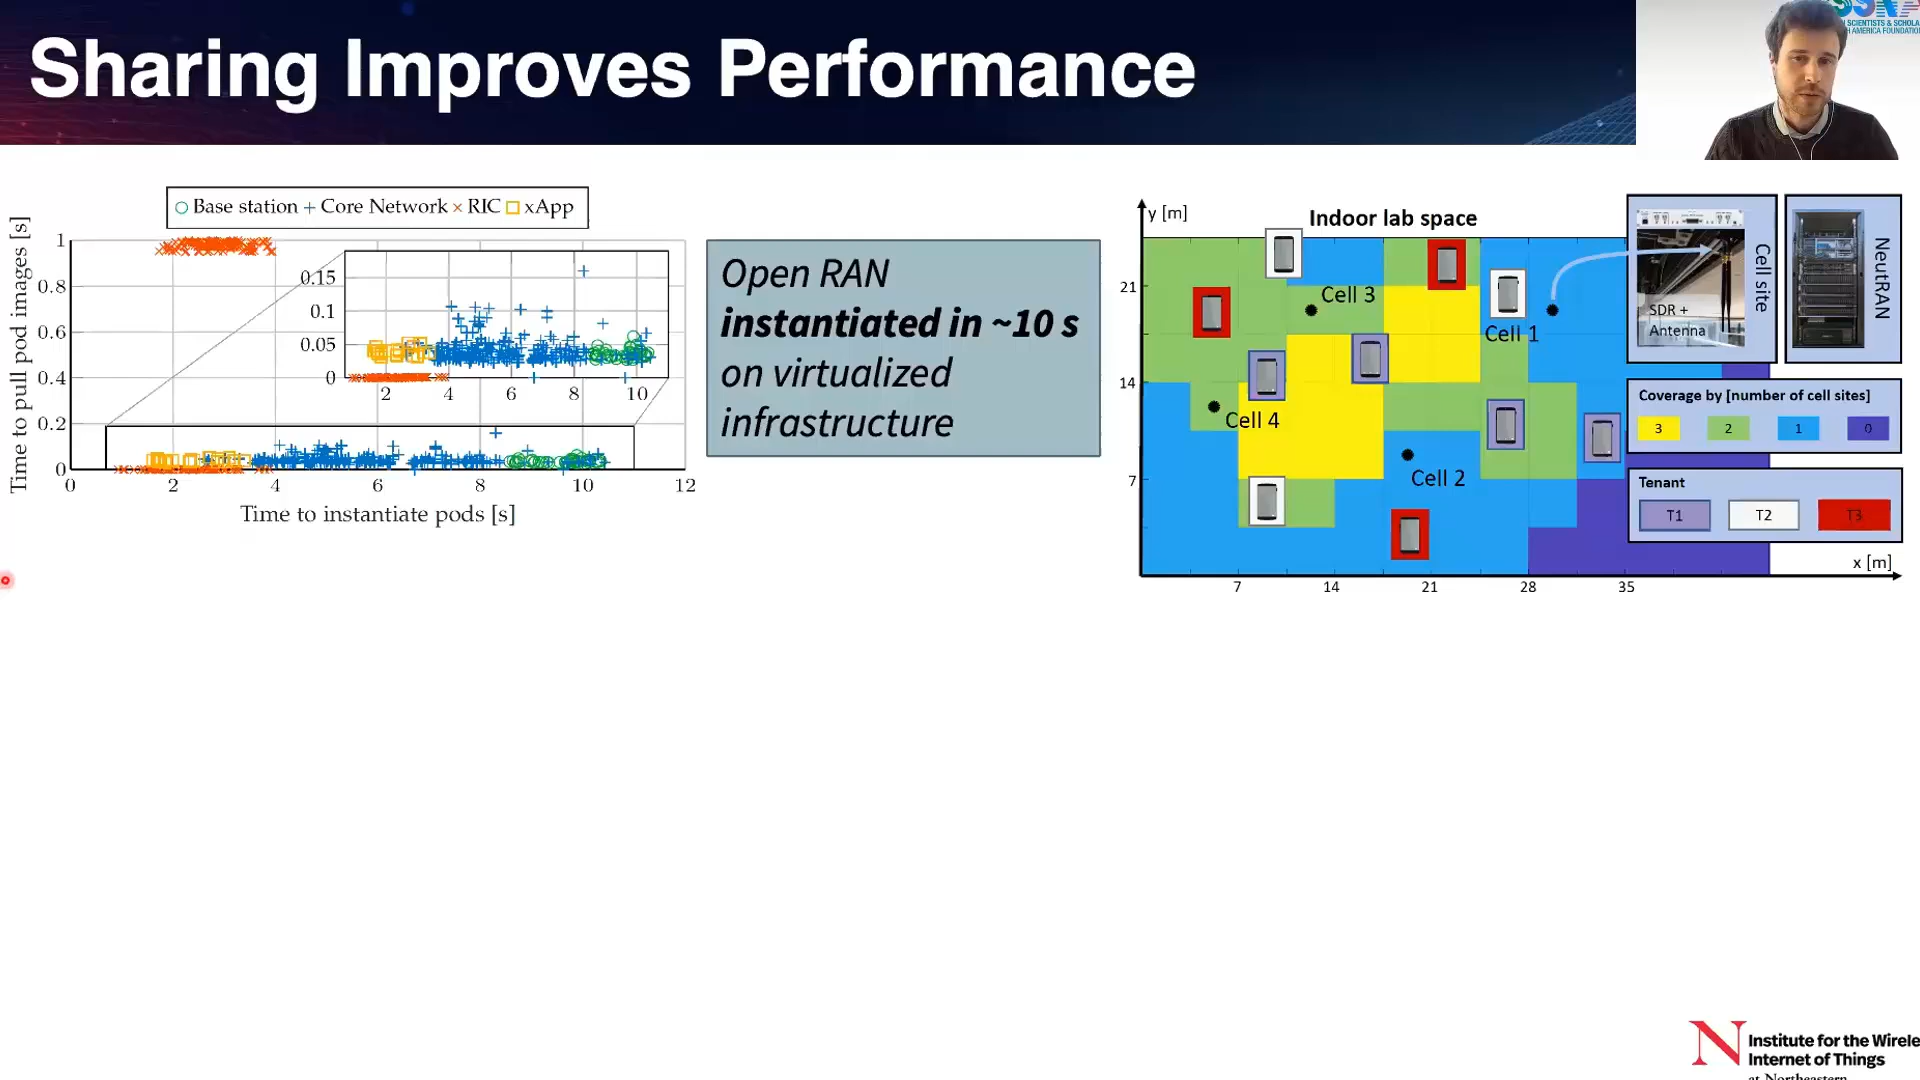 Sharing Improves Performance
SCIENTISTS & SCHOLA
H AMERICA FOUNDATION
Base station Core Network RIC xApp
Time to pull pod images [s]
1
0.8
0.6
0.4
0.2
0
0.15
0.1
0.05
0
2 4 6 8 10
0 2 4 6 8 10 12
Time to instantiate pods [s]
Open RAN
instantiated in ~10 s
on virtualized
infrastructure
y [m]
Indoor lab space
21
14
7
Cell 3
Cell 1
Cell 4
Cell 2
7 14 21 28 35
x [m]
SDR +
Antenna
Cell site
NeutRAN
Coverage by [number of cell sites]
3 2 1 0
Tenant
T1 T2 T3
N
Institute for the Wirele
Internet of Things
at Northeastern